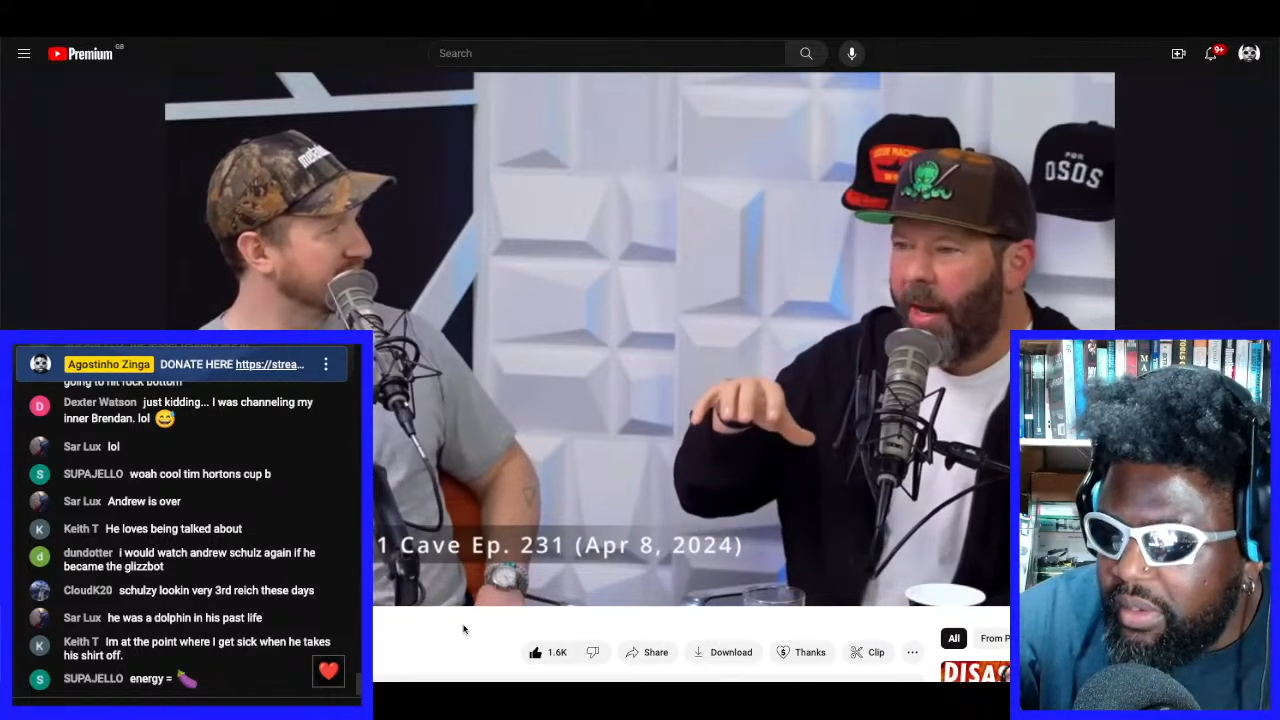 Premium GB
Search
9+
metal
OSOS
Agostinho Zinga DONATE HERE https://strea...
going to hit rock bottom
D Dexter Watson just kidding... I was channeling my
inner Brendan. lol 😅
Sar Lux lol
S SUPAJELLO woah cool tim hortons cup b
Sar Lux Andrew is over
K Keith T He loves being talked about
d dundotter i would watch andrew schulz again if he
became the glizzbot
CloudK20 schulzy lookin very 3rd reich these days
Sar Lux he was a dolphin in his past life
K Keith T Im at the point where I get sick when he takes
his shirt off.
S SUPAJELLO energy = 🍆
1 Cave Ep. 231 (Apr 8, 2024)
1.6K Share Download Thanks Clip ...
All From P
DISA